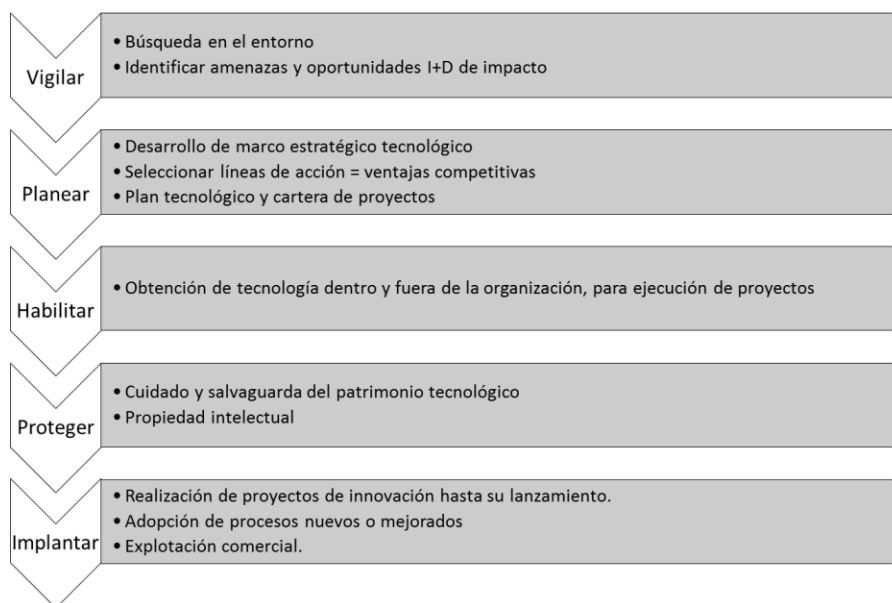 Vigilar
• Búsqueda en el entorno
• Identificar amenazas y oportunidades I+D de impacto
Planear
• Desarrollo de marco estratégico tecnológico
• Seleccionar líneas de acción = ventajas competitivas
• Plan tecnológico y cartera de proyectos
Habilitar
• Obtención de tecnología dentro y fuera de la organización, para ejecución de proyectos
Proteger
• Cuidado y salvaguarda del patrimonio tecnológico
• Propiedad intelectual
Implantar
• Realización de proyectos de innovación hasta su lanzamiento.
• Adopción de procesos nuevos o mejorados
• Explotación comercial.